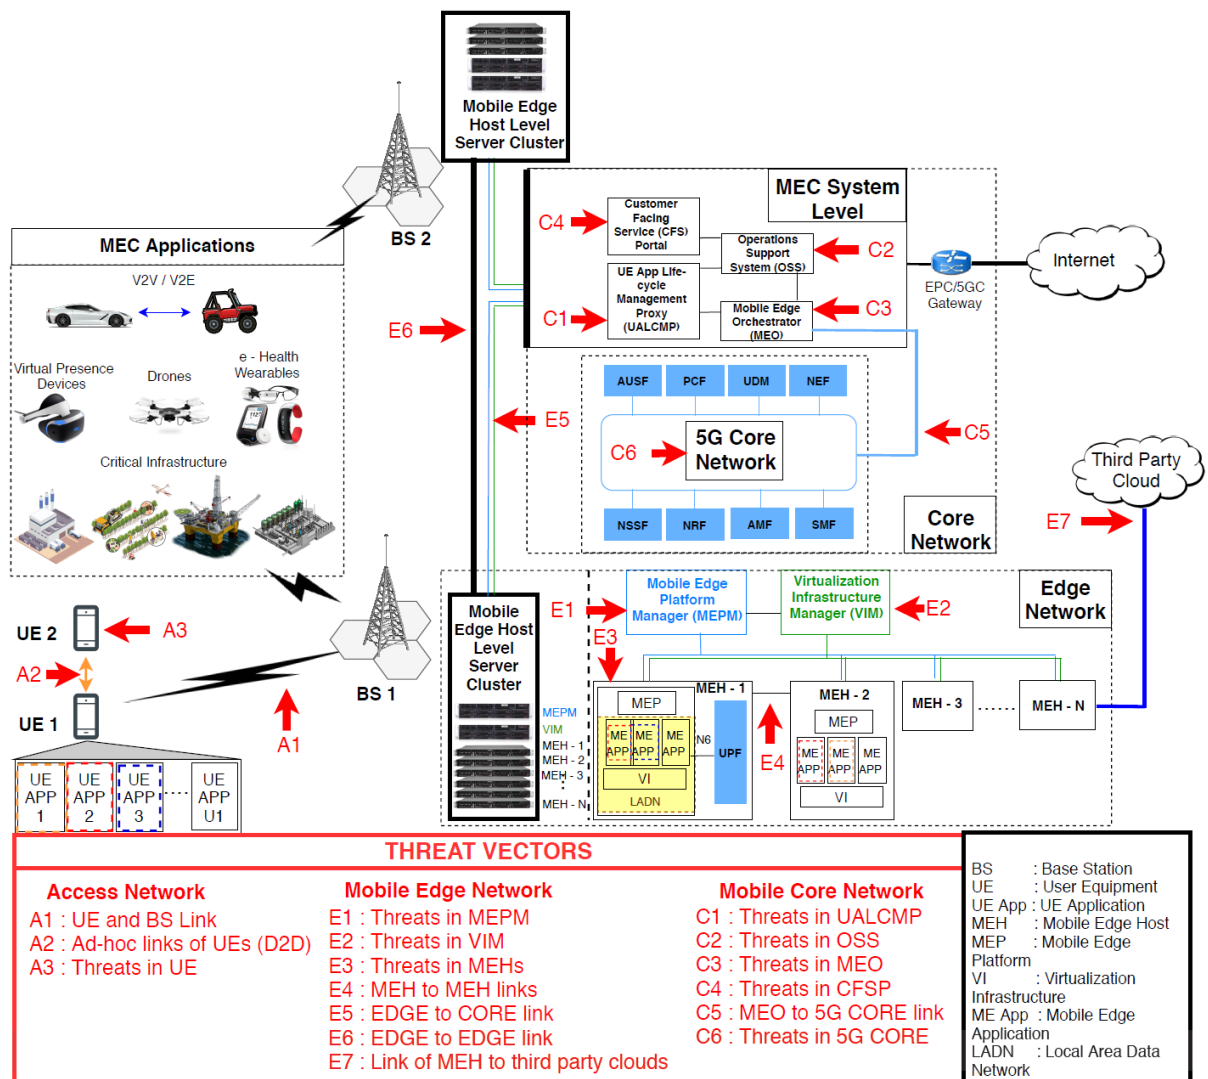 Mobile Edge
Host Level
Server Cluster
BS 2
MEC Applications
V2V / V2E
Virtual Presence
Devices
Drones
e - Health
Wearables
Critical Infrastructure
MEC System
Level
C4
Customer
Facing
Service (CFS)
Portal
Operations
Support
System (OSS)
C2
UE App LIfe-
cycle
Management
Proxy
(UALCMP)
C1
Mobile Edge
Orchestrator
(MEO)
C3
EPC/5GC
Gateway
Internet
E6
E5
AUSF
PCF
UDM
NEF
C6
5G Core
Network
C5
NSSF
NRF
AMF
SMF
Core
Network
Third Party
Cloud
E7
UE 2
A3
A2
UE 1
A1
BS 1
UE
APP
1
UE
APP
2
UE
APP
3
UE
APP
U1
Mobile
Edge Host
Level
Server
Cluster
MEPM
VIM
MEH - 1
MEH - 2
MEH - 3
MEH - N
E1
Mobile Edge
Platform
Manager (MEPM)
Virtualization
Infrastructure
Manager (VIM)
E2
Edge
Network
E3
MEH - 1
MEP
ME
APP
ME
APP
ME
APP
VI
LADN
N6
UPF
E4
MEH - 2
MEP
ME
APP
ME
APP
ME
APP
VI
MEH - 3
MEH - N
THREAT VECTORS
Access Network
A1 : UE and BS Link
A2 : Ad-hoc links of UEs (D2D)
A3 : Threats in UE
Mobile Edge Network
E1 : Threats in MEPM
E2 : Threats in VIM
E3 : Threats in MEHs
E4 : MEH to MEH links
E5 : EDGE to CORE link
E6 : EDGE to EDGE link
E7 : Link of MEH to third party clouds
Mobile Core Network
C1 : Threats in UALCMP
C2 : Threats in OSS
C3 : Threats in MEO
C4 : Threats in CFSP
C5 : MEO to 5G CORE link
C6 : Threats in 5G CORE
BS : Base Station
UE : User Equipment
UE App : UE Application
MEH : Mobile Edge Host
MEP : Mobile Edge
Platform
VI : Virtualization
Infrastructure
ME App : Mobile Edge
Application
LADN : Local Area Data
Network